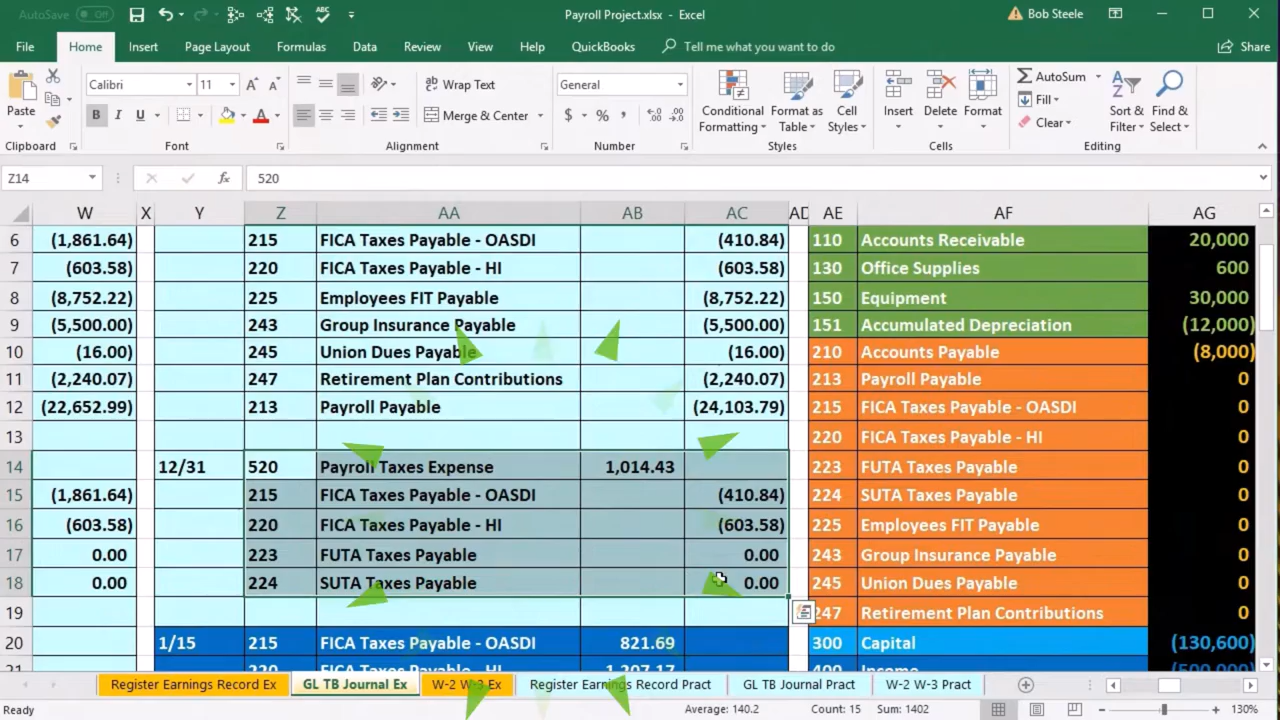 AutoSave Off Payroll Project.xlsx - Excel Bob Steele
File Home Insert Page Layout Formulas Data Review View Help QuickBooks Tell me what you want to do Share
Paste Calibri 11 Wrap Text General Conditional Formatting Format as Table Cell Styles Insert Delete Format AutoSum Sort & Filter Find & Select
B I U Merge & Center $ % , Fill Clear
Clipboard Font Alignment Number Styles Cells Editing
Z14 fx 520
W X Y Z AA AB AC AD AE AF AG
6 (1,861.64) 215 FICA Taxes Payable - OASDI (410.84) 110 Accounts Receivable 20,000
7 (603.58) 220 FICA Taxes Payable - HI (603.58) 130 Office Supplies 600
8 (8,752.22) 225 Employees FIT Payable (8,752.22) 150 Equipment 30,000
9 (5,500.00) 243 Group Insurance Payable (5,500.00) 151 Accumulated Depreciation (12,000)
10 (16.00) 245 Union Dues Payable (16.00) 210 Accounts Payable (8,000)
11 (2,240.07) 247 Retirement Plan Contributions (2,240.07) 213 Payroll Payable 0
12 (22,652.99) 213 Payroll Payable (24,103.79) 215 FICA Taxes Payable - OASDI 0
13 220 FICA Taxes Payable - HI 0
14 12/31 520 Payroll Taxes Expense 1,014.43 223 FUTA Taxes Payable 0
15 (1,861.64) 215 FICA Taxes Payable - OASDI (410.84) 224 SUTA Taxes Payable 0
16 (603.58) 220 FICA Taxes Payable - HI (603.58) 225 Employees FIT Payable 0
17 0.00 223 FUTA Taxes Payable 0.00 243 Group Insurance Payable 0
18 0.00 224 SUTA Taxes Payable 0.00 245 Union Dues Payable 0
19 247 Retirement Plan Contributions 0
20 1/15 215 FICA Taxes Payable - OASDI 821.69 300 Capital (130,600)
21 220 FICA Taxes Payable - HI 1,207.17 400 Income (500,000)
Register Earnings Record Ex GL TB Journal Ex W-2 W-3 Ex Register Earnings Record Pract GL TB Journal Pract W-2 W-3 Pract
Ready Average: 140.2 Count: 15 Sum: 1402 130%